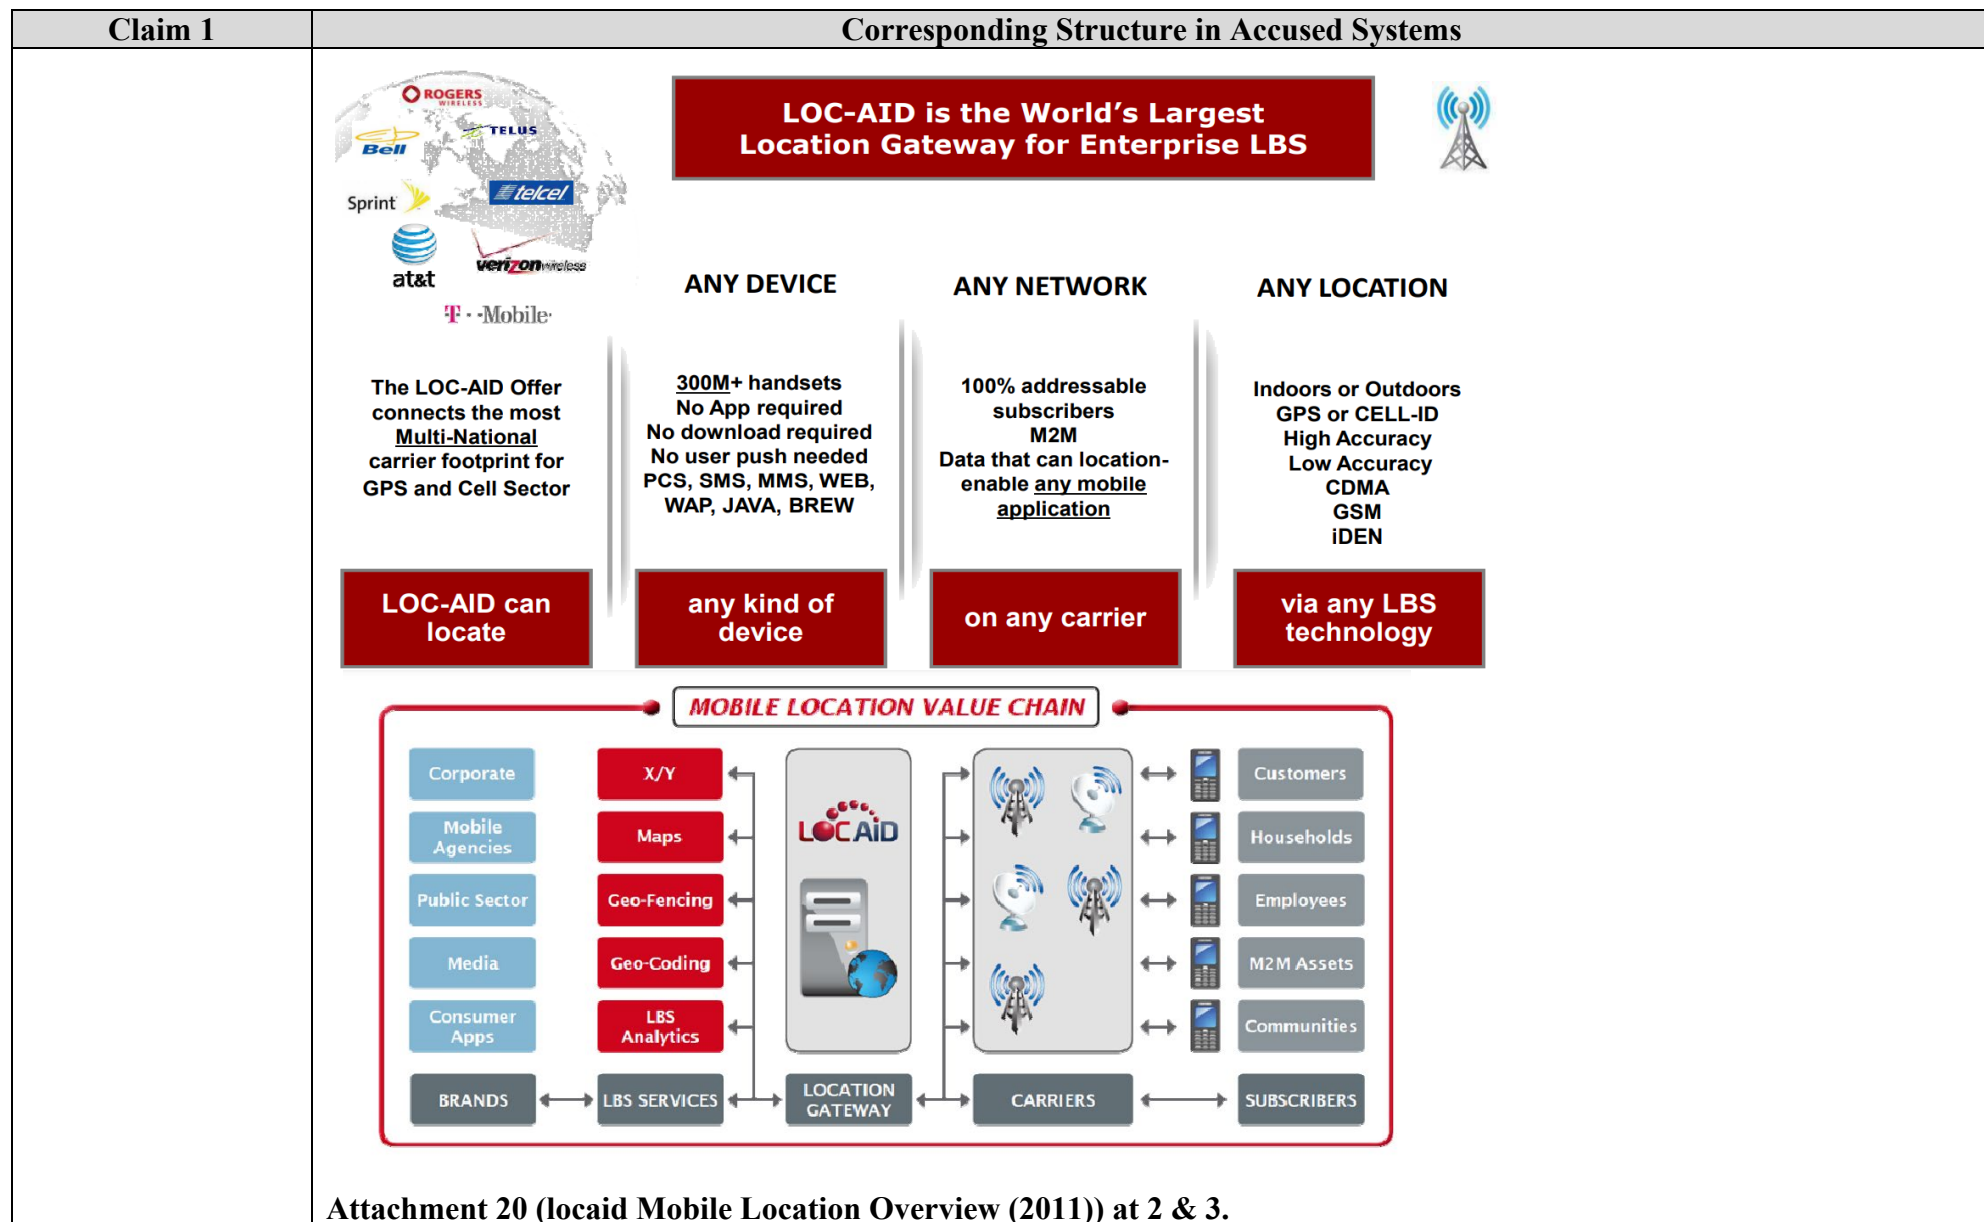 Claim 1
Corresponding Structure in Accused Systems
ROGERS
WIRELESS
TELUS
Bell
Sprint
telcel
at&t
verizonwireless
T··Mobile·
LOC-AID is the World's Largest
Location Gateway for Enterprise LBS
The LOC-AID Offer
connects the most
Multi-National
carrier footprint for
GPS and Cell Sector
ANY DEVICE
300M+ handsets
No App required
No download required
No user push needed
PCS, SMS, MMS, WEB,
WAP, JAVA, BREW
ANY NETWORK
100% addressable
subscribers
M2M
Data that can location-
enable any mobile
application
ANY LOCATION
Indoors or Outdoors
GPS or CELL-ID
High Accuracy
Low Accuracy
CDMA
GSM
iDEN
LOC-AID can
locate
any kind of
device
on any carrier
via any LBS
technology
MOBILE LOCATION VALUE CHAIN
Corporate
Mobile
Agencies
Public Sector
Media
Consumer
Apps
BRANDS
X/Y
Maps
Geo-Fencing
Geo-Coding
LBS
Analytics
LBS SERVICES
LOCAiD
LOCATION
GATEWAY
CARRIERS
Customers
Households
Employees
M2M Assets
Communities
SUBSCRIBERS
Attachment 20 (locaid Mobile Location Overview (2011)) at 2 & 3.